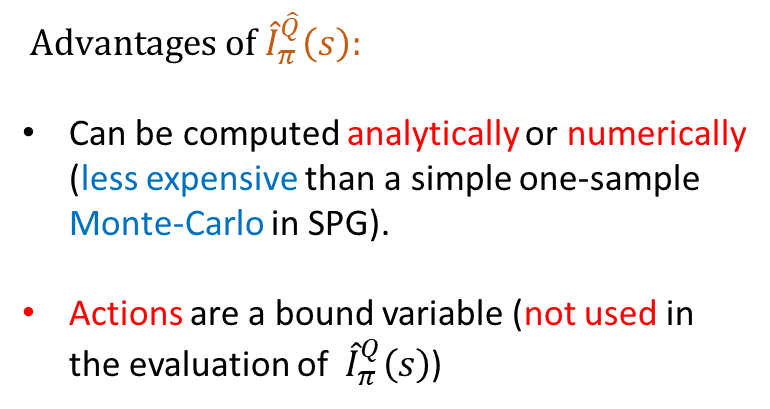 Advantages of $\hat{I}_{\pi}^{\hat{Q}}(s)$:
• Can be computed analytically or numerically
(less expensive than a simple one-sample
Monte-Carlo in SPG).
• Actions are a bound variable (not used in
the evaluation of $\hat{I}_{\pi}^{Q}(s)$)